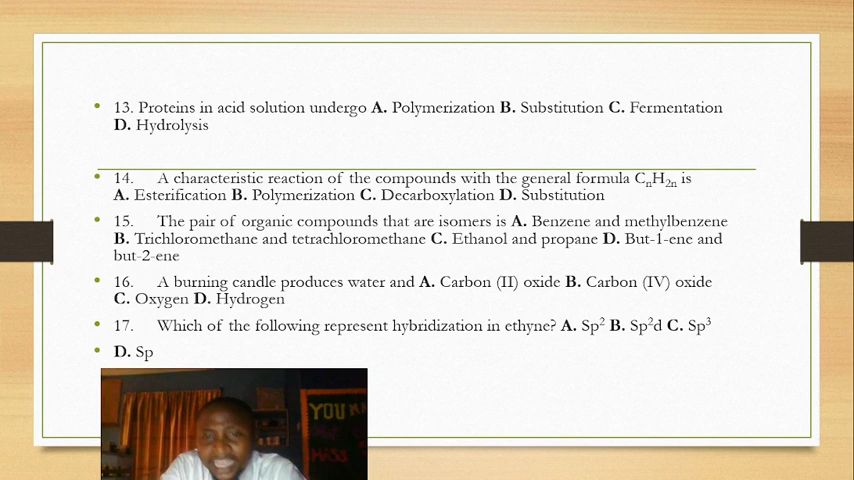 13. Proteins in acid solution undergo A. Polymerization B. Substitution C. Fermentation
D. Hydrolysis
14. A characteristic reaction of the compounds with the general formula CnH2n is
A. Esterification B. Polymerization C. Decarboxylation D. Substitution
15. The pair of organic compounds that are isomers is A. Benzene and methylbenzene
B. Trichloromethane and tetrachloromethane C. Ethanol and propane D. But-1-ene and
but-2-ene
16. A burning candle produces water and A. Carbon (II) oxide B. Carbon (IV) oxide
C. Oxygen D. Hydrogen
17. Which of the following represent hybridization in ethyne? A. Sp² B. Sp²d C. Sp³
D. Sp
YOU